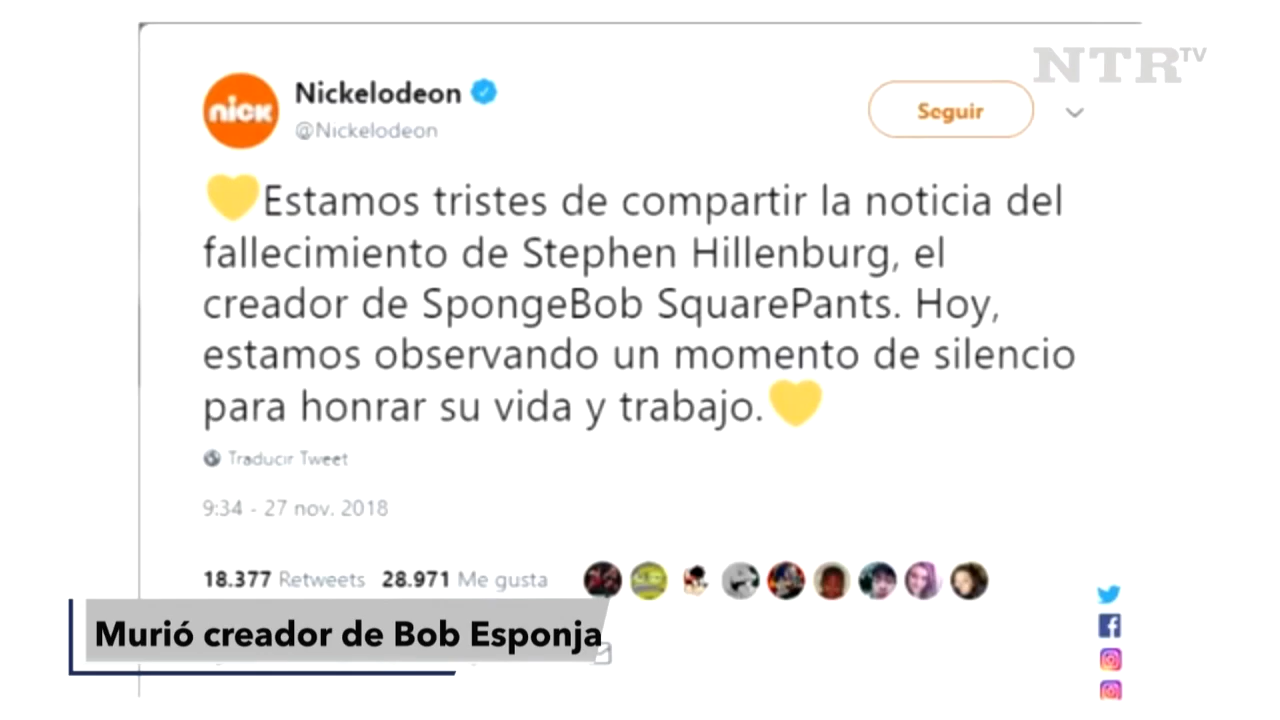 NTR TV
nick
Nickelodeon
@Nickelodeon
Seguir
💛Estamos tristes de compartir la noticia del
fallecimiento de Stephen Hillenburg, el
creador de SpongeBob SquarePants. Hoy,
estamos observando un momento de silencio
para honrar su vida y trabajo.💛
Traducir Tweet
9:34 - 27 nov. 2018
18.377 Retweets 28.971 Me gusta
Murió creador de Bob Esponja